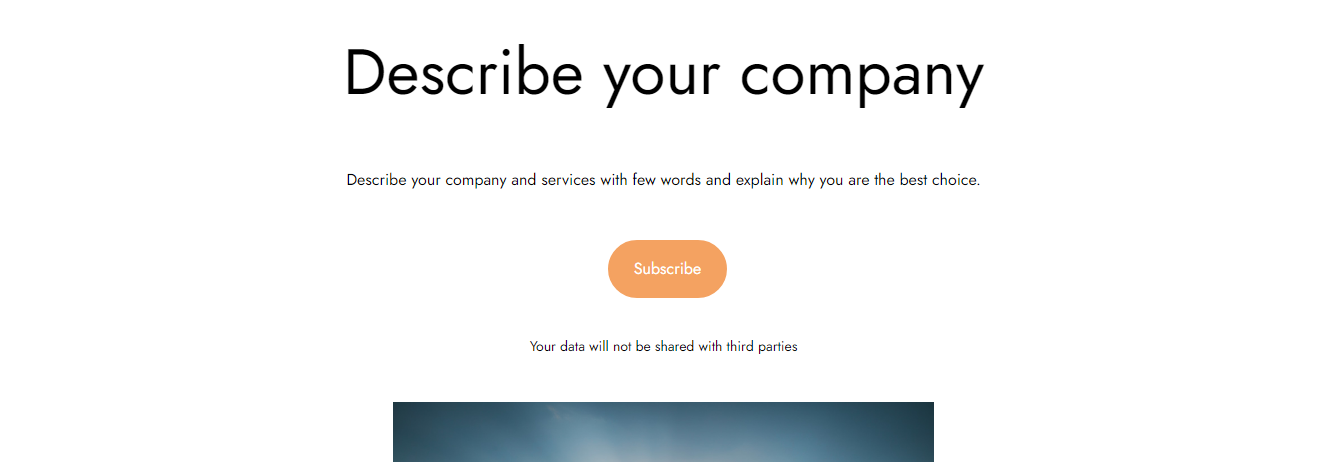 Describe your company
Describe your company and services with few words and explain why you are the best choice.
Subscribe
Your data will not be shared with third parties